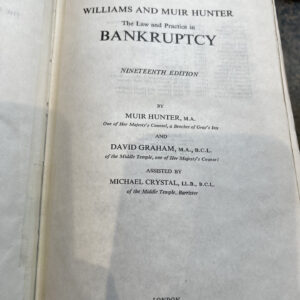 WILLIAMS AND MUIR HUNTER
The Law and Practice in
BANKRUPTCY
NINETEENTH EDITION
BY
MUIR HUNTER, M.A.
One of Her Majesty's Counsel, a Bencher of Gray's Inn
AND
DAVID GRAHAM, M.A., B.C.L.
of the Middle Temple, one of Her Majesty's Counsel
ASSISTED BY
MICHAEL CRYSTAL, LL.B., B.C.L.
of the Middle Temple, Barrister
LONDON